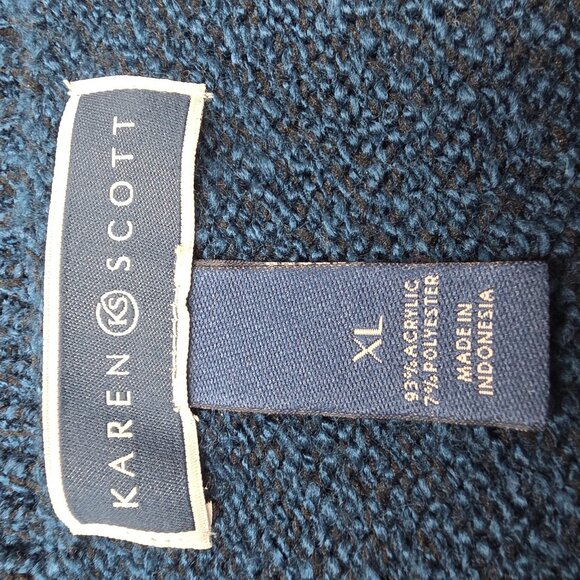 KAREN KS SCOTT
XL
93% ACRYLIC
7% POLYESTER
MADE IN
INDONESIA